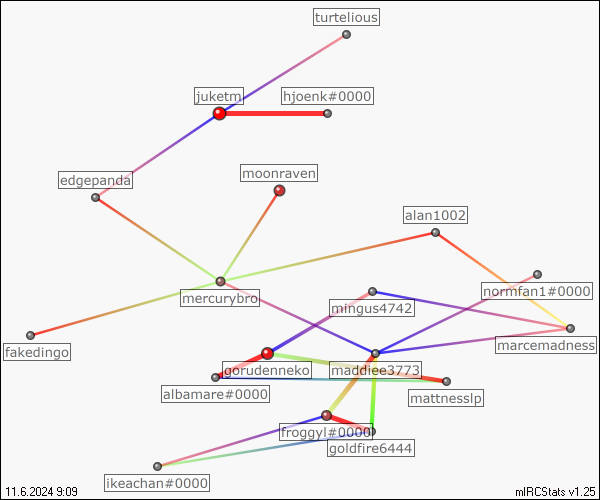 turtelious
juketm
hjoenk#0000
moonraven
edgepanda
alan1002
mercurybro
normfan1#0000
mingus4742
marcemadness
fakedingo
gorudenneko
maddiee3773
albamare#0000
mattnesslp
froggyl#0000
goldfire6444
ikeachan#0000
11.6.2024 9:09
mIRCStats v1.25